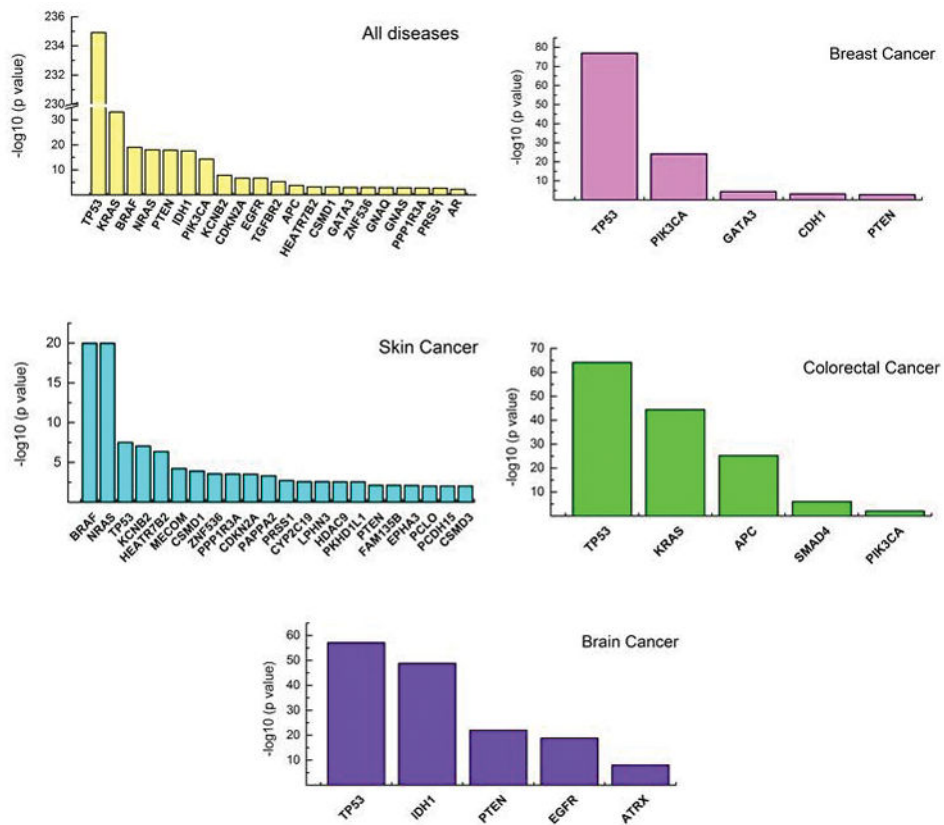 All diseases
-log10 (p value)
236
234
232
230
30
20
10
TP53
KRAS
BRAF
NRAS
PTEN
IDH1
PIK3CA
KCNB2
CDKN2A
EGFR
TGFBR2
APC
HEATR7B2
CSMD1
GATA3
ZNF536
GNAQ
GNAS
PPP1R3A
PRSS1
AR
Breast Cancer
-log10 (p value)
80
70
60
50
40
30
20
10
TP53
PIK3CA
GATA3
CDH1
PTEN
Skin Cancer
-log10 (p value)
20
15
10
5
BRAF
NRAS
TP53
KCNB2
HEATR7B2
MECOM
CSMD1
ZNF536
PPP1R3A
CDKN2A
PAPPA2
PRSS1
CYP2C19
LPHN3
HDAC9
PKHD1L1
PTEN
FAM135B
EPHA3
PCLO
PCDH15
CSMD3
Colorectal Cancer
-log10 (p value)
70
60
50
40
30
20
10
TP53
KRAS
APC
SMAD4
PIK3CA
Brain Cancer
-log10 (p value)
60
50
40
30
20
10
TP53
IDH1
PTEN
EGFR
ATRX